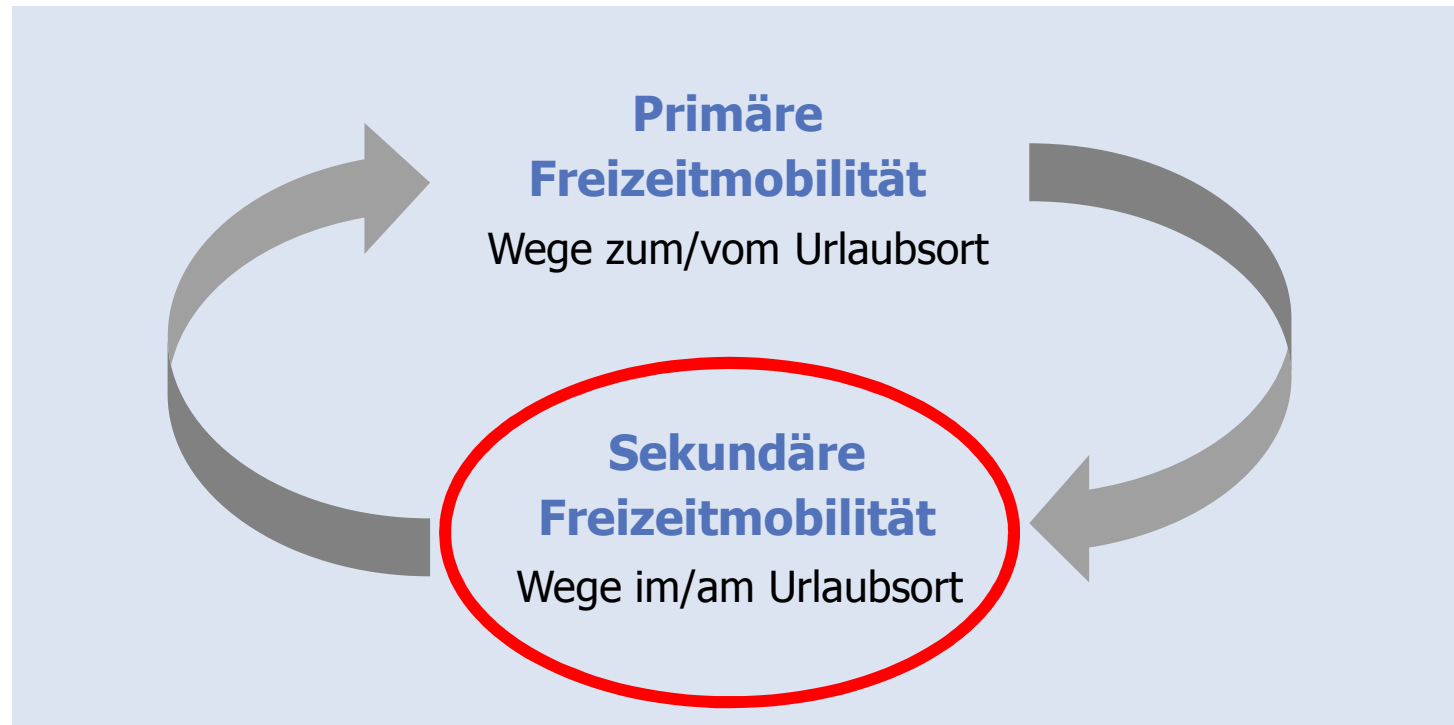 Primäre
Freizeitmobilität
Wege zum/vom Urlaubsort
Sekundäre
Freizeitmobilität
Wege im/am Urlaubsort